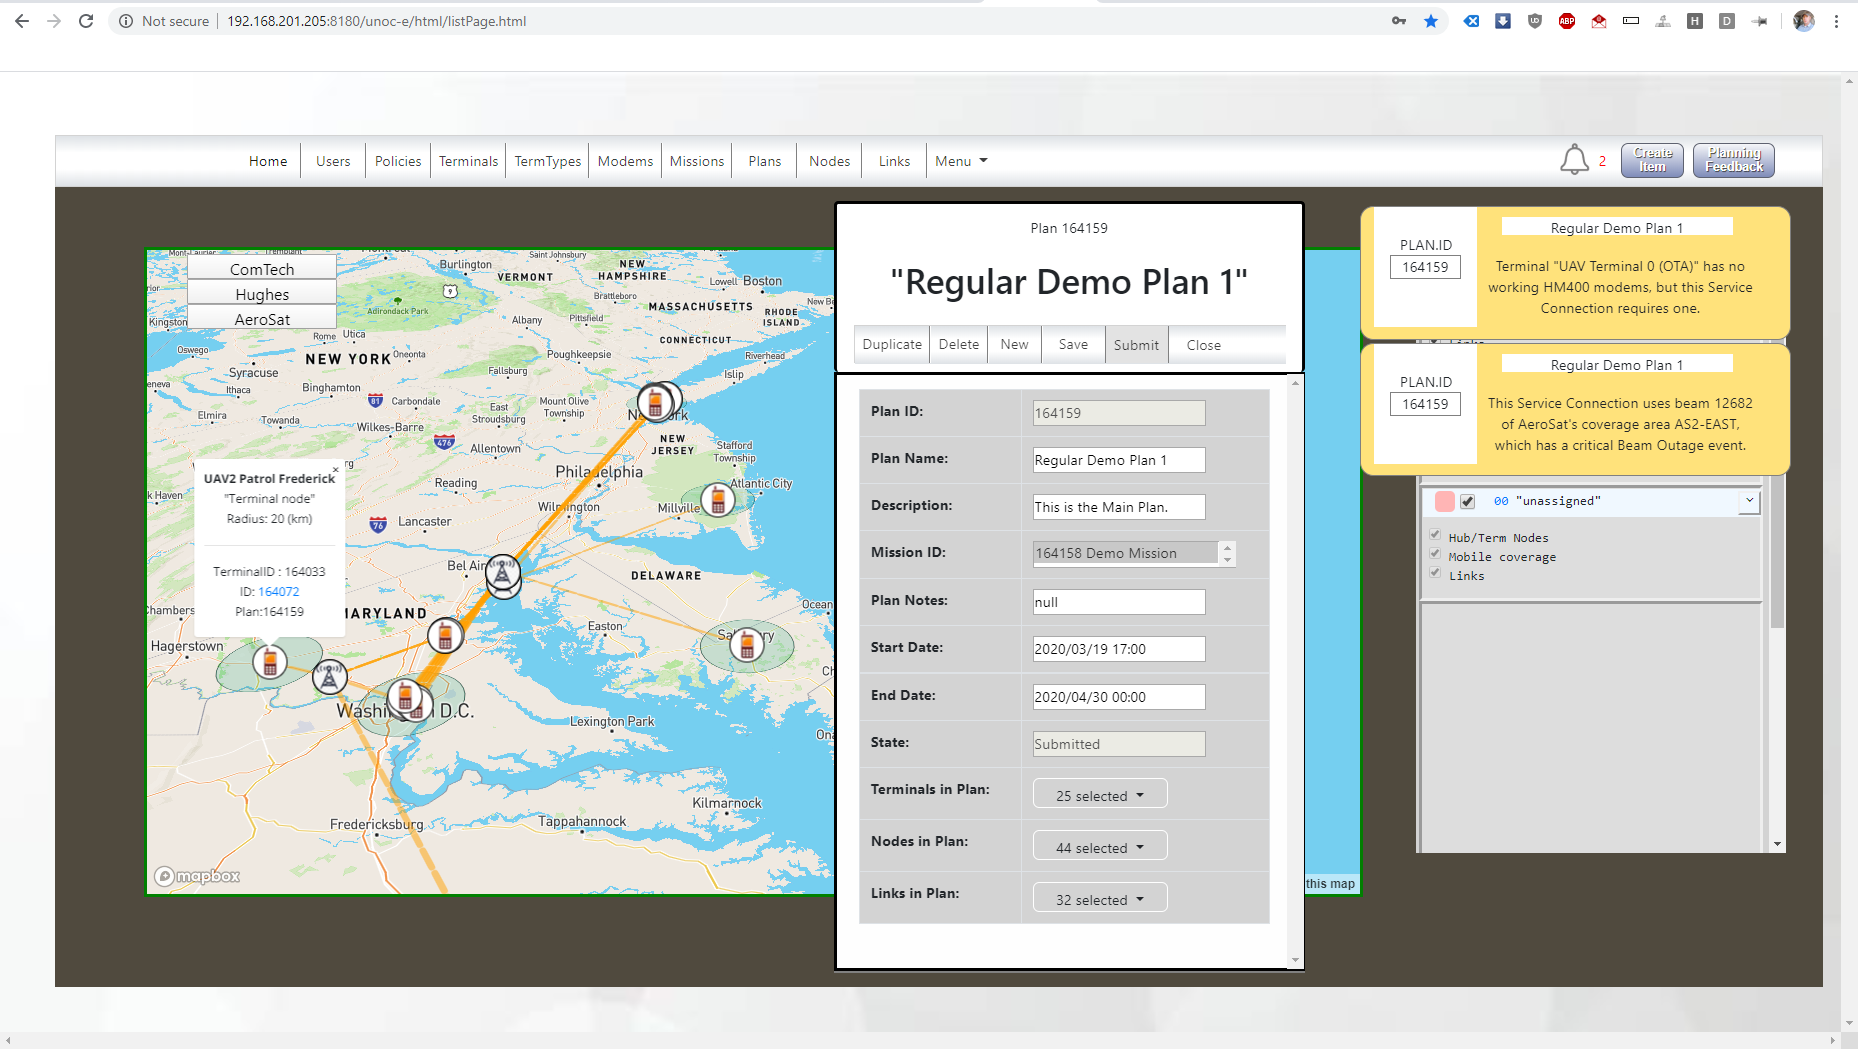 Not secure
192.168.201.205:8180/unoc-e/html/listPage.html
Home
Users
Policies
Terminals
TermTypes
Modems
Missions
Plans
Nodes
Links
Menu
2
Create
Item
Planning
Feedback
ComTech
Hughes
AeroSat
Burlington
Saint Johnsbury
VERMONT
NEW
HAMPSHIRE
Lowell
Boston
Brattleboro
MASSACHUSETTS
RHODE
ISLAND
Adirondack Park
9
Kingston
Rome
Utica
Albany
Pittsfield
CONNECTICUT
Oswego
NEW YORK
Oneonta
Poughkeepsie
Riverhead
Syracuse
Fallsburg
Islip
Ithaca
Binghamton
81
Carbondale
East
Stroudsburg
Mount Olive
Township
Elmira
Towanda
Wilkes-Barre
476
Allentown
NEW
JERSEY
Stafford
Township
Philadelphia
Reading
Atlantic City
Millville
76
Lancaster
Bel Air
DELAWARE
Easton
Hagerstown
Lexington Park
Kilmarnock
Fredericksburg
Tappahannock
mapbox
this map
×
UAV2 Patrol Frederick
"Terminal node"
Radius: 20 (km)
TerminalID : 164033
ID: 164072
Plan:164159
Plan 164159
"Regular Demo Plan 1"
Duplicate
Delete
New
Save
Submit
Close
Plan ID:
164159
Plan Name:
Regular Demo Plan 1
Description:
This is the Main Plan.
Mission ID:
164158 Demo Mission
Plan Notes:
null
Start Date:
2020/03/19 17:00
End Date:
2020/04/30 00:00
State:
Submitted
Terminals in Plan:
25 selected
Nodes in Plan:
44 selected
Links in Plan:
32 selected
PLAN.ID
164159
Regular Demo Plan 1
Terminal "UAV Terminal 0 (OTA)" has no
working HM400 modems, but this Service
Connection requires one.
PLAN.ID
164159
Regular Demo Plan 1
This Service Connection uses beam 12682
of AeroSat's coverage area AS2-EAST,
which has a critical Beam Outage event.
00 "unassigned"
Hub/Term Nodes
Mobile coverage
Links